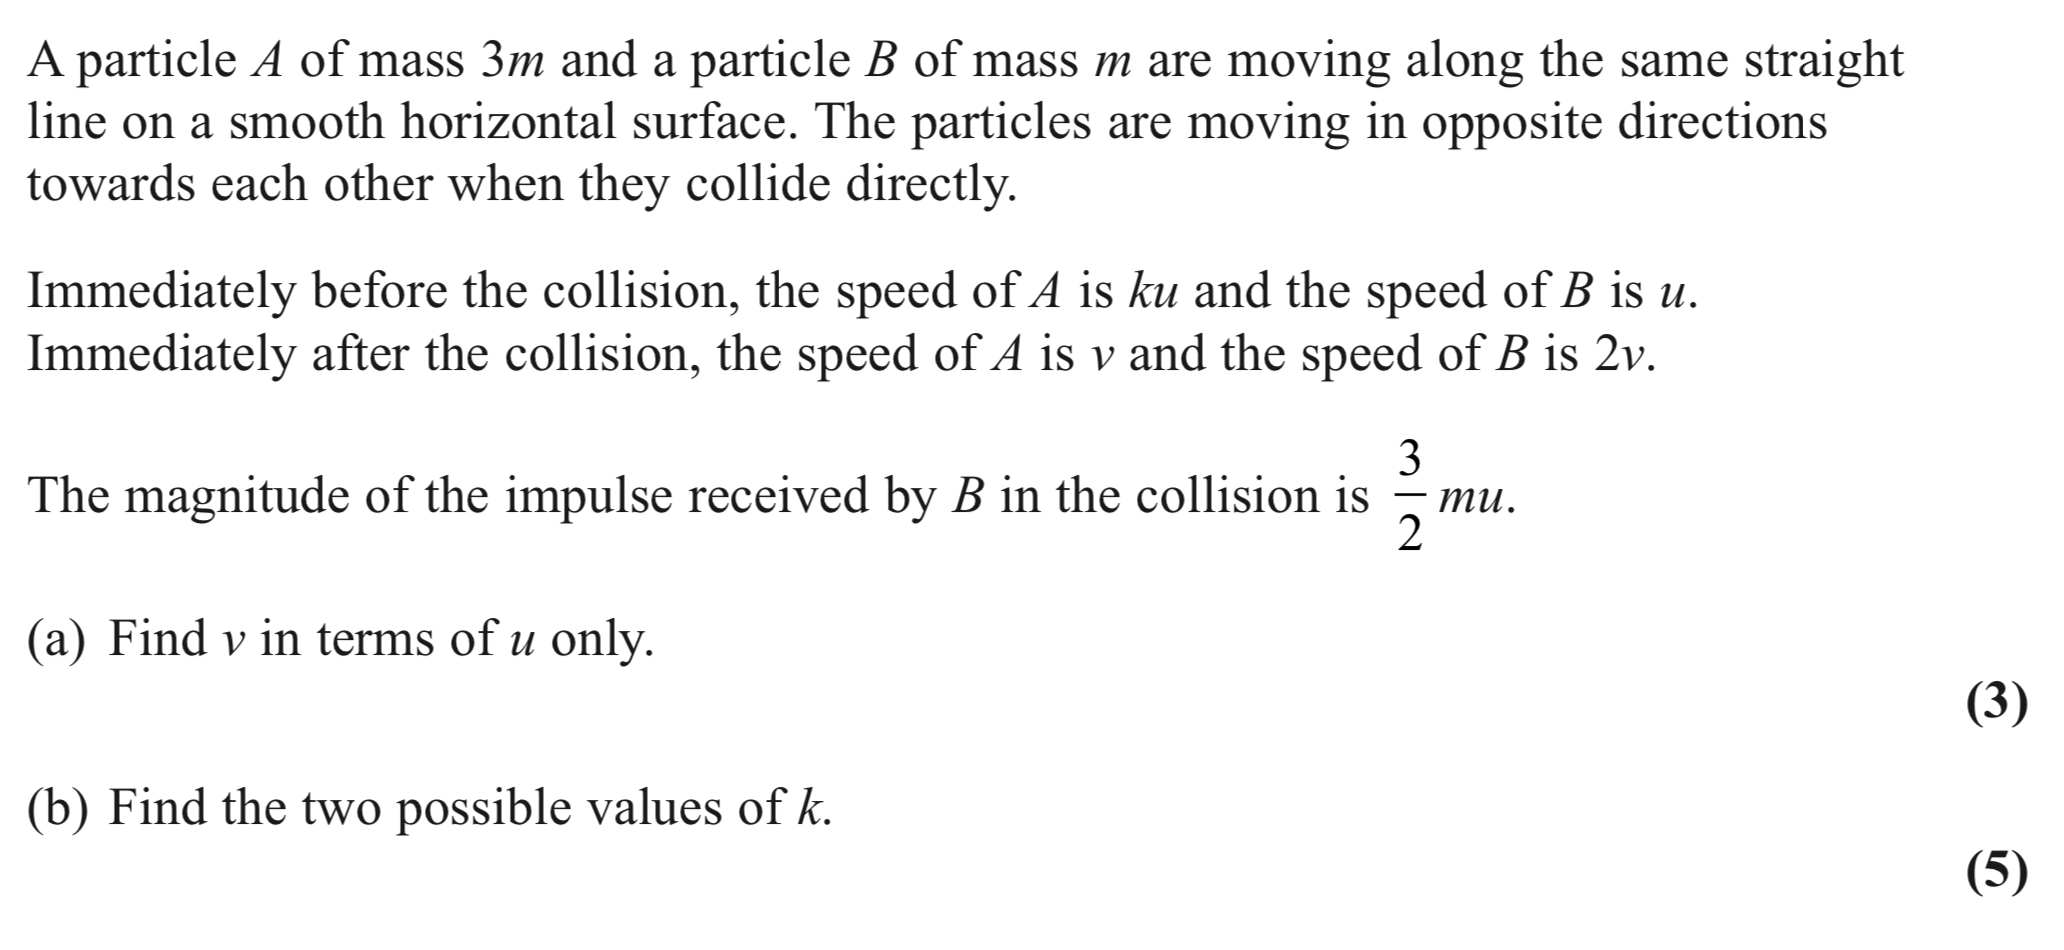 A particle A of mass 3m and a particle B of mass m are moving along the same straight
line on a smooth horizontal surface. The particles are moving in opposite directions
towards each other when they collide directly.
Immediately before the collision, the speed of A is ku and the speed of B is u.
Immediately after the collision, the speed of A is v and the speed of B is 2v.
The magnitude of the impulse received by B in the collision is 3/2 mu.
(a) Find v in terms of u only.
(3)
(b) Find the two possible values of k.
(5)